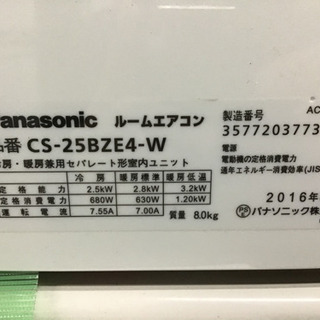 Panasonic ルームエアコン
品番 CS-25BZE4-W
冷房・暖房兼用セパレート形室内ユニット
冷房 暖房標準 暖房低温
定格能力 2.5kW 2.8kW 3.2kW
定格消費電力 680W 630W 1.20kW
運転電流 7.55A 7.00A 質量 8.0kg
AC
製造番号
3577203773
電源
電動機の定格消費電力
通年エネルギー消費効率(JIS
2016年
PS パナソニック株